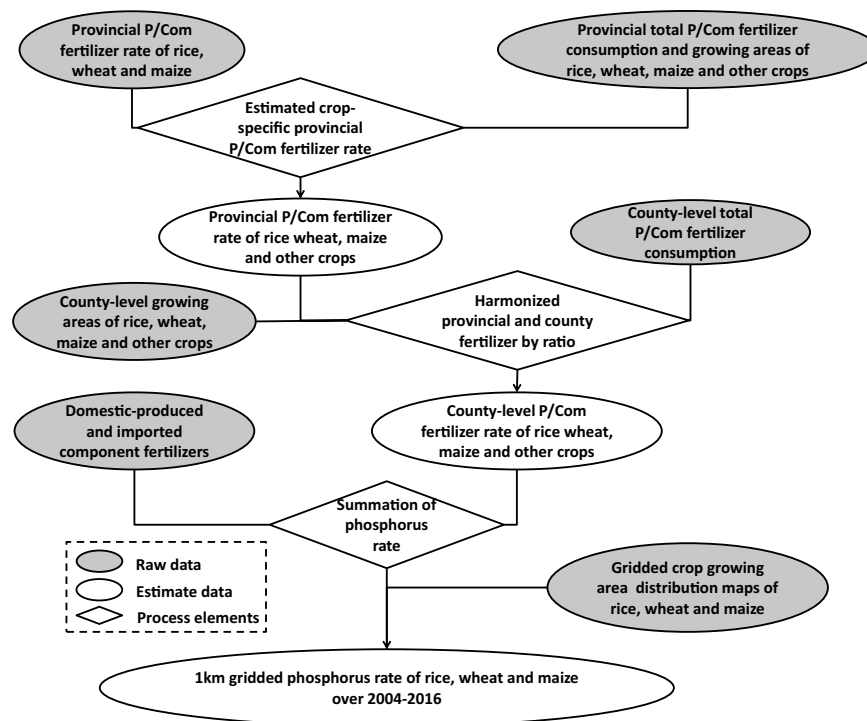 Provincial P/Com
fertilizer rate of rice,
wheat and maize
Provincial total P/Com fertilizer
consumption and growing areas of
rice, wheat, maize and other crops
Estimated crop-
specific provincial
P/Com fertilizer rate
Provincial P/Com fertilizer
rate of rice wheat, maize
and other crops
County-level total
P/Com fertilizer
consumption
County-level growing
areas of rice, wheat,
maize and other crops
Harmonized
provincial and county
fertilizer by ratio
Domestic-produced
and imported
component fertilizers
County-level P/Com
fertilizer rate of rice wheat,
maize and other crops
Summation of
phosphorus
rate
Raw data
Estimate data
Process elements
Gridded crop growing
area distribution maps of
rice, wheat and maize
1km gridded phosphorus rate of rice, wheat and maize
over 2004-2016